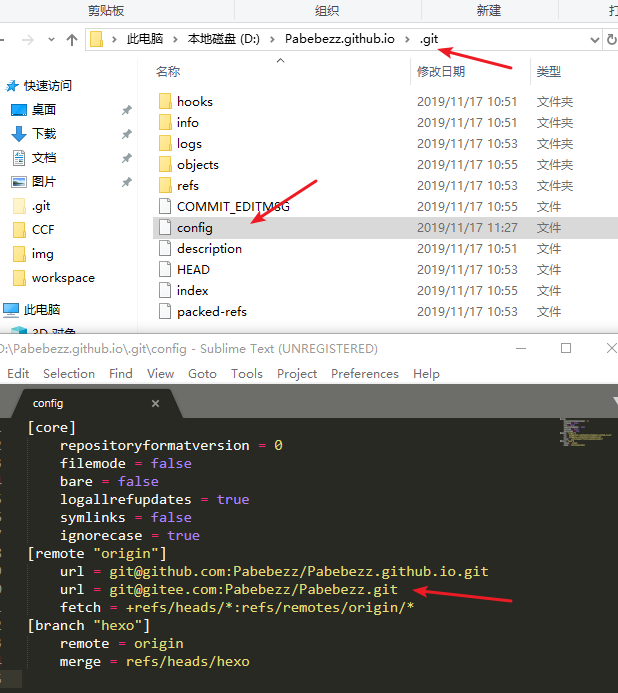 剪贴板 组织 新建
此电脑 本地磁盘 (D:) Pabebezz.github.io .git
名称 修改日期 类型
快速访问
桌面
下载
文档
图片
.git
CCF
img
workspace
此电脑
3D 对象
hooks 2019/11/17 10:51 文件夹
info 2019/11/17 10:51 文件夹
logs 2019/11/17 10:53 文件夹
objects 2019/11/17 10:55 文件夹
refs 2019/11/17 10:53 文件夹
COMMIT_EDITMSG 2019/11/17 10:55 文件
config 2019/11/17 11:27 文件
description 2019/11/17 10:51 文件
HEAD 2019/11/17 10:53 文件
index 2019/11/17 10:55 文件
packed-refs 2019/11/17 10:53 文件
D:\Pabebezz.github.io\.git\config - Sublime Text (UNREGISTERED)
Edit Selection Find View Goto Tools Project Preferences Help
config
[core]
repositoryformatversion = 0
filemode = false
bare = false
logallrefupdates = true
symlinks = false
ignorecase = true
[remote "origin"]
url = git@github.com:Pabebezz/Pabebezz.github.io.git
url = git@gitee.com:Pabebezz/Pabebezz.git
fetch = +refs/heads/*:refs/remotes/origin/*
[branch "hexo"]
remote = origin
merge = refs/heads/hexo